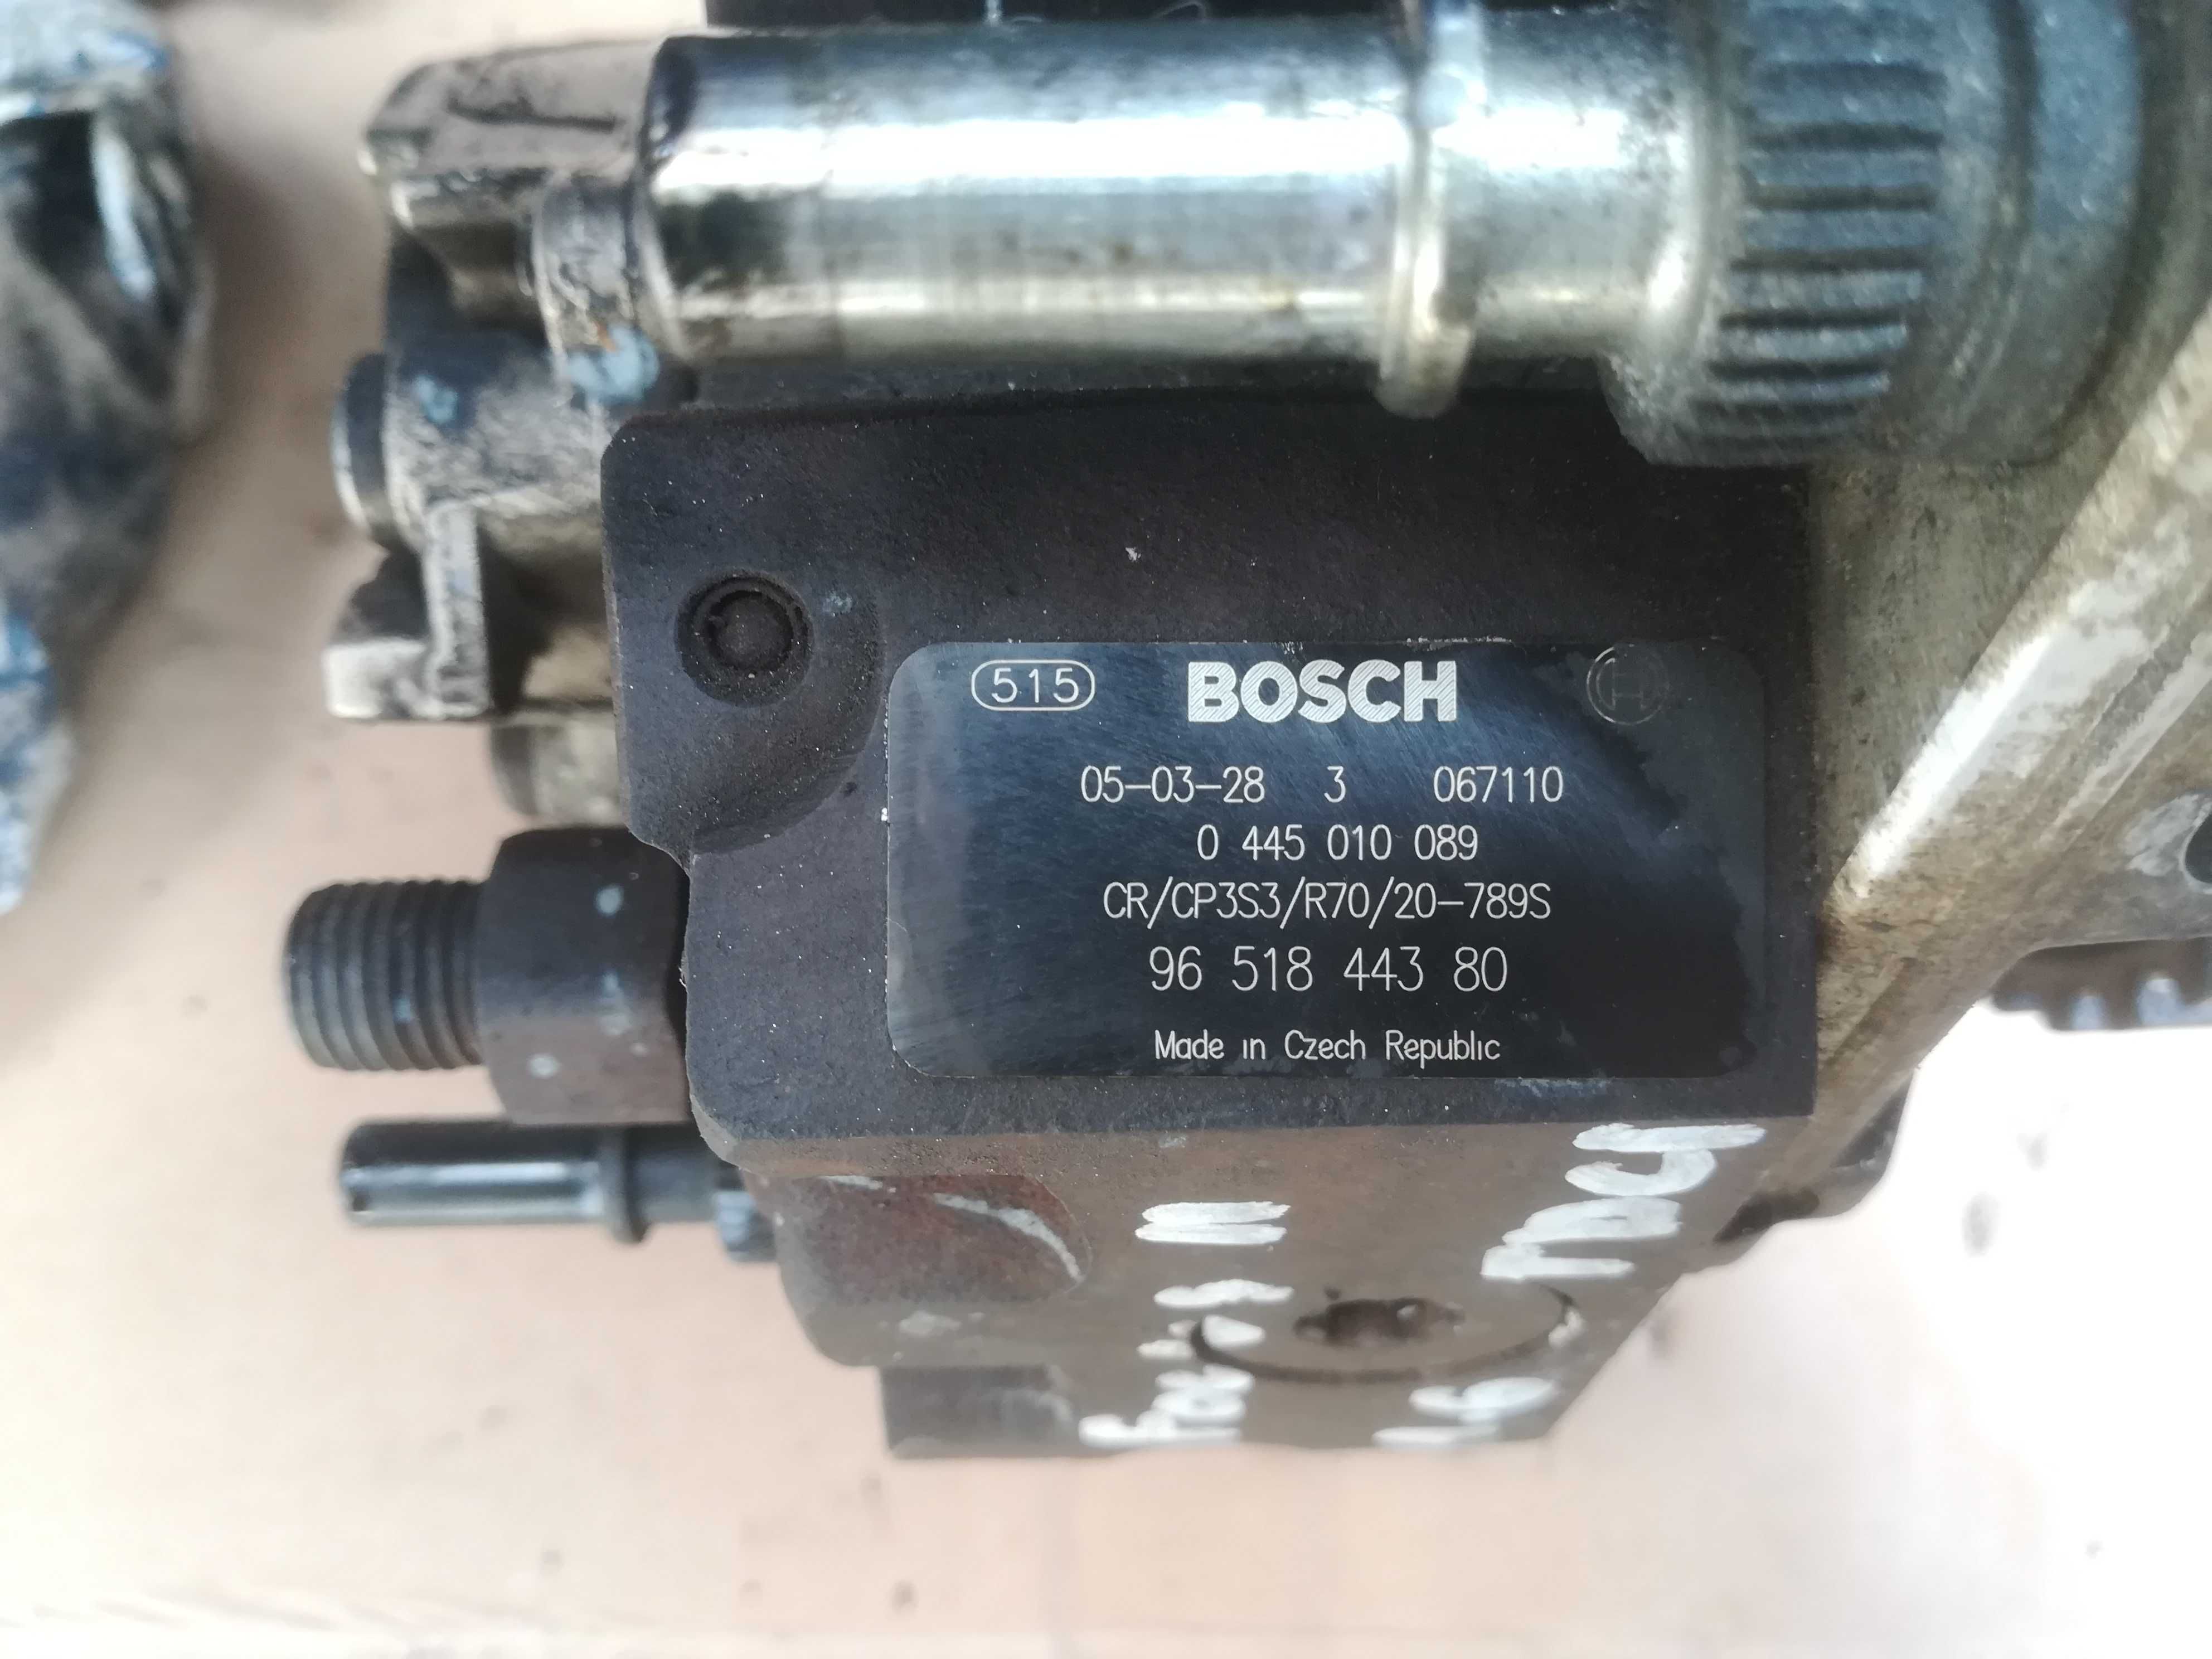 515 BOSCH
05-03-28 3 067110
0 445 010 089
CR/CP3S3/R70/20-789S
96 518 443 80
Made in Czech Republic